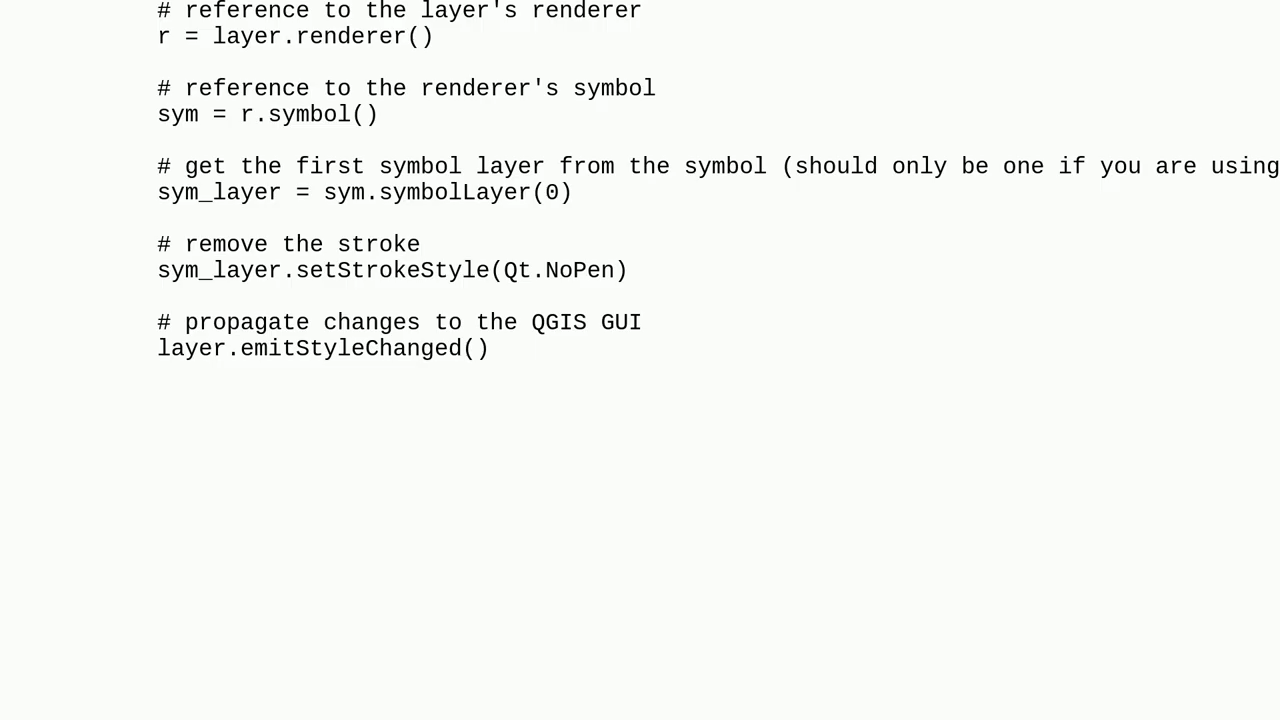 # reference to the layer's renderer
r = layer.renderer()
# reference to the renderer's symbol
sym = r.symbol()
# get the first symbol layer from the symbol (should only be one if you are using
sym_layer = sym.symbolLayer(0)
# remove the stroke
sym_layer.setStrokeStyle(Qt.NoPen)
# propagate changes to the QGIS GUI
layer.emitStyleChanged()